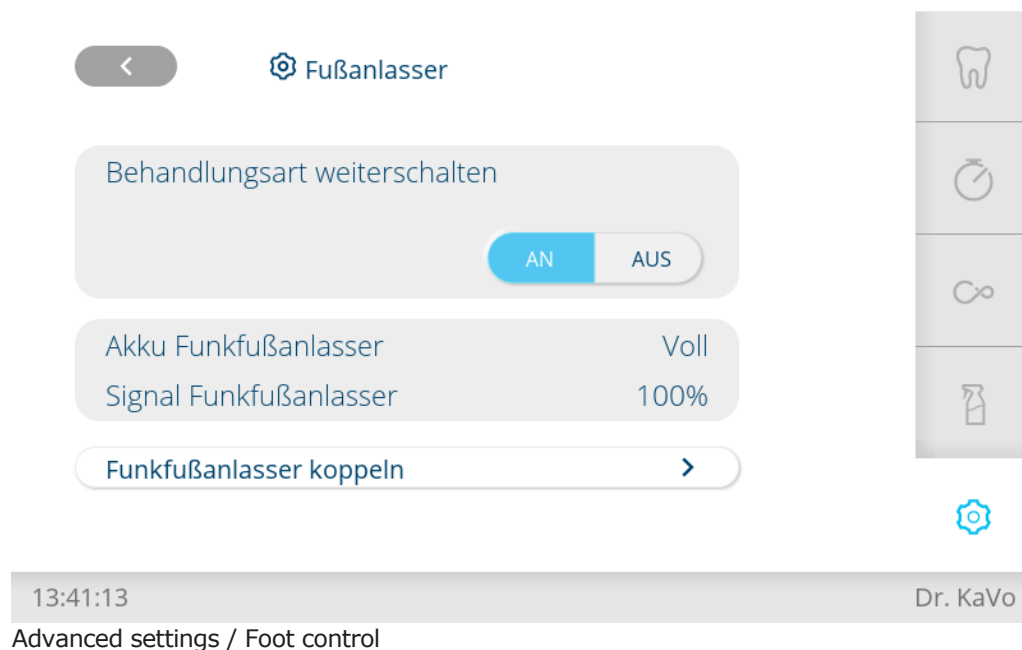 Fußanlasser
Behandlungsart weiterschalten
AN AUS
Akku Funkfußanlasser Voll
Signal Funkfußanlasser 100%
Funkfußanlasser koppeln
13:41:13 Dr. KaVo
Advanced settings / Foot control